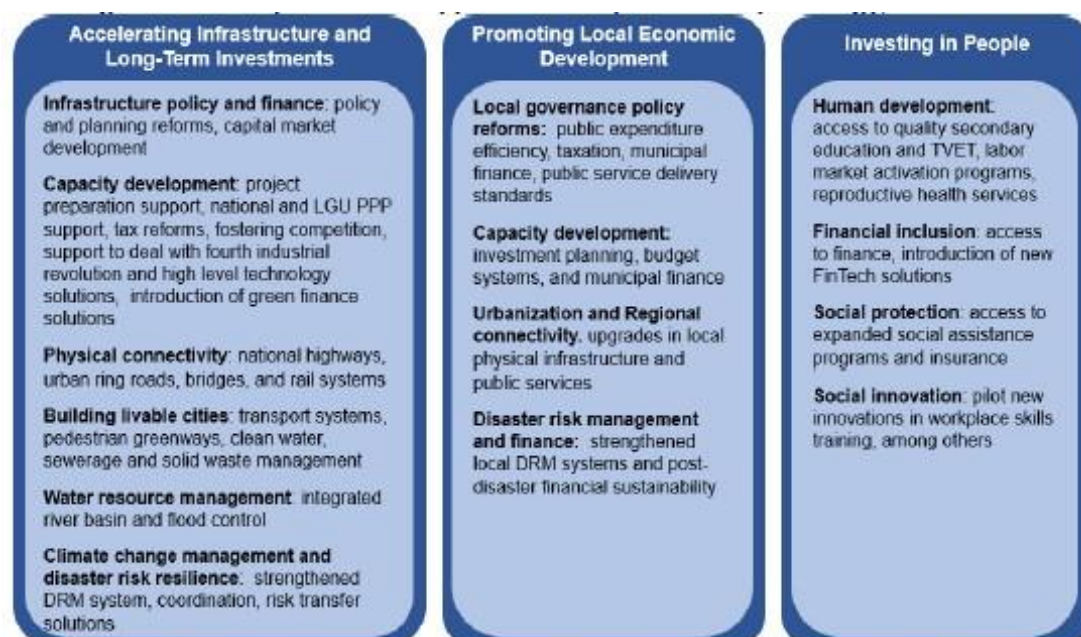 Accelerating Infrastructure and
Long-Term Investments
Infrastructure policy and finance: policy
and planning reforms, capital market
development
Capacity development: project
preparation support, national and LGU PPP
support, tax reforms, fostering competition,
support to deal with fourth industrial
revolution and high level technology
solutions, introduction of green finance
solutions
Physical connectivity: national highways,
urban ring roads, bridges, and rail systems
Building livable cities: transport systems,
pedestrian greenways, clean water,
sewerage and solid waste management
Water resource management: integrated
river basin and flood control
Climate change management and
disaster risk resilience: strengthened
DRM system, coordination, risk transfer
solutions
Promoting Local Economic
Development
Local governance policy
reforms: public expenditure
efficiency, taxation, municipal
finance, public service delivery
standards
Capacity development:
investment planning, budget
systems, and municipal finance
Urbanization and Regional
connectivity. upgrades in local
physical infrastructure and
public services
Disaster risk management
and finance: strengthened
local DRM systems and post-
disaster financial sustainability
Investing in People
Human development:
access to quality secondary
education and TVET, labor
market activation programs,
reproductive health services
Financial inclusion: access
to finance, introduction of new
FinTech solutions
Social protection: access to
expanded social assistance
programs and insurance
Social innovation: pilot new
innovations in workplace skills
training, among others